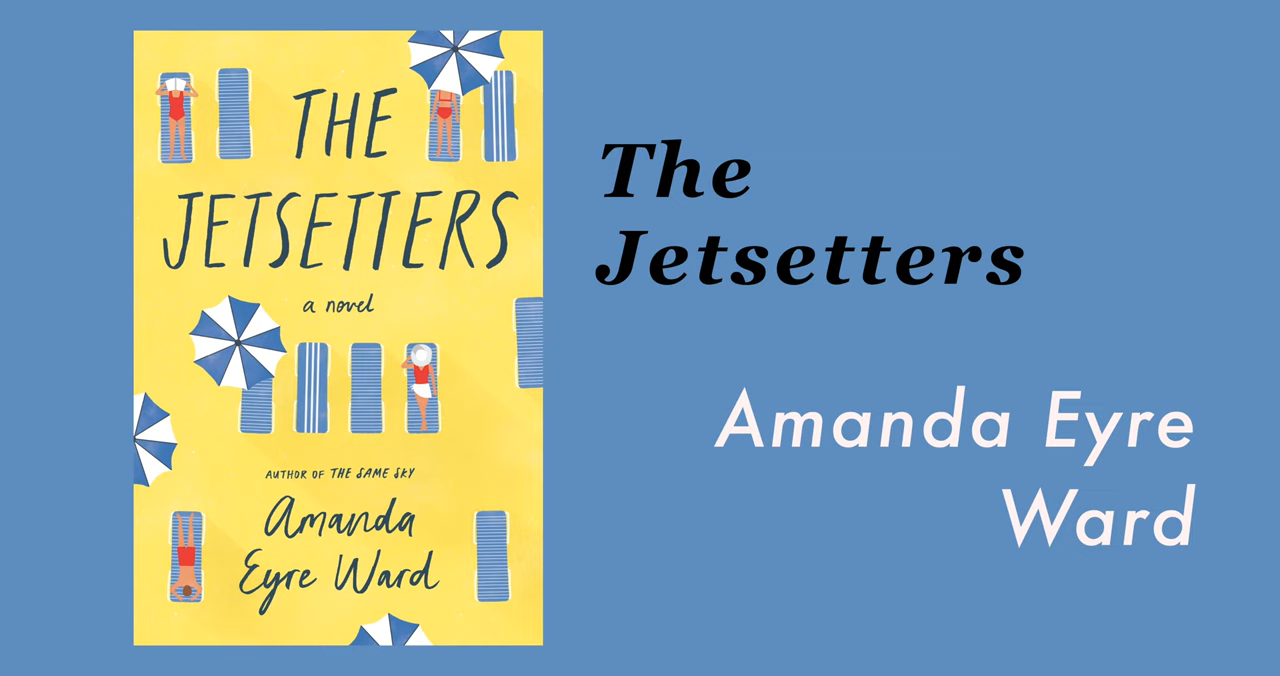 THE
JETSETTERS
a novel
AUTHOR OF THE SAME SKY
Amanda
Eyre Ward
The
Jetsetters
Amanda Eyre
Ward